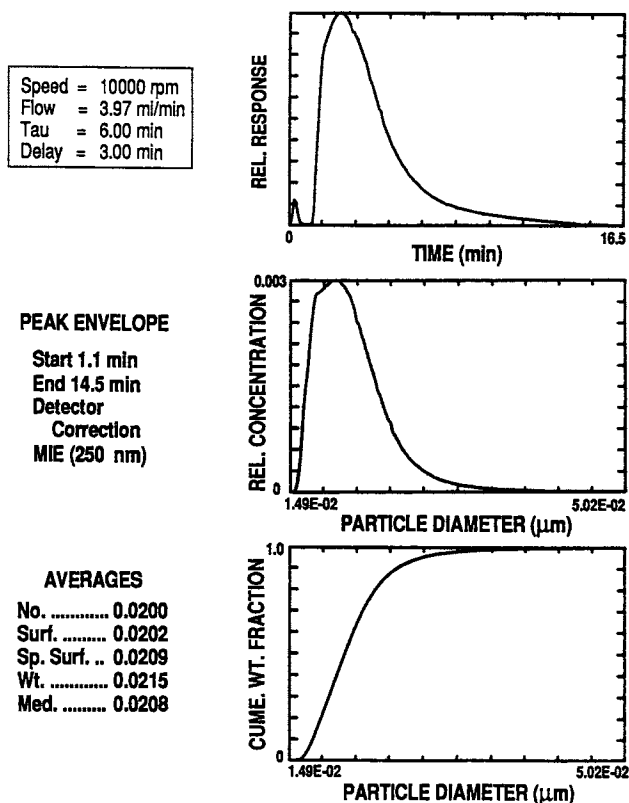 Speed = 10000 rpm
Flow = 3.97 ml/min
Tau = 6.00 min
Delay = 3.00 min
REL. RESPONSE
0
16.5
TIME (min)
PEAK ENVELOPE
Start 1.1 min
End 14.5 min
Detector
Correction
MIE (250 nm)
0.003
REL. CONCENTRATION
0
1.49E-02
5.02E-02
PARTICLE DIAMETER (μm)
AVERAGES
No. ............ 0.0200
Surf. ......... 0.0202
Sp. Surf. .. 0.0209
Wt. ............ 0.0215
Med. ......... 0.0208
1.0
CUME. WT. FRACTION
0
1.49E-02
5.02E-02
PARTICLE DIAMETER (μm)